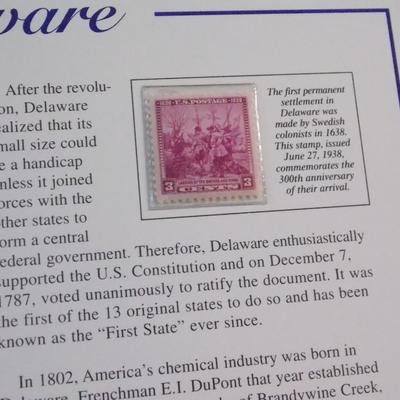 ware
After the revolu-
on, Delaware
ealized that its
mall size could
e a handicap
nless it joined
orces with the
ther states to
orm a central
ederal government. Therefore, Delaware enthusiastically
supported the U.S. Constitution and on December 7,
1787, voted unanimously to ratify the document. It was
the first of the 13 original states to do so and has been
known as the “First State” ever since.
In 1802, America’s chemical industry was born in
Delaware. Frenchman E.I. DuPont that year established
of Brandywine Creek,
U.S. POSTAGE
3 CENTS 3
The first permanent
settlement in
Delaware was
made by Swedish
colonists in 1638.
This stamp, issued
June 27, 1938,
commemorates the
300th anniversary
of their arrival.